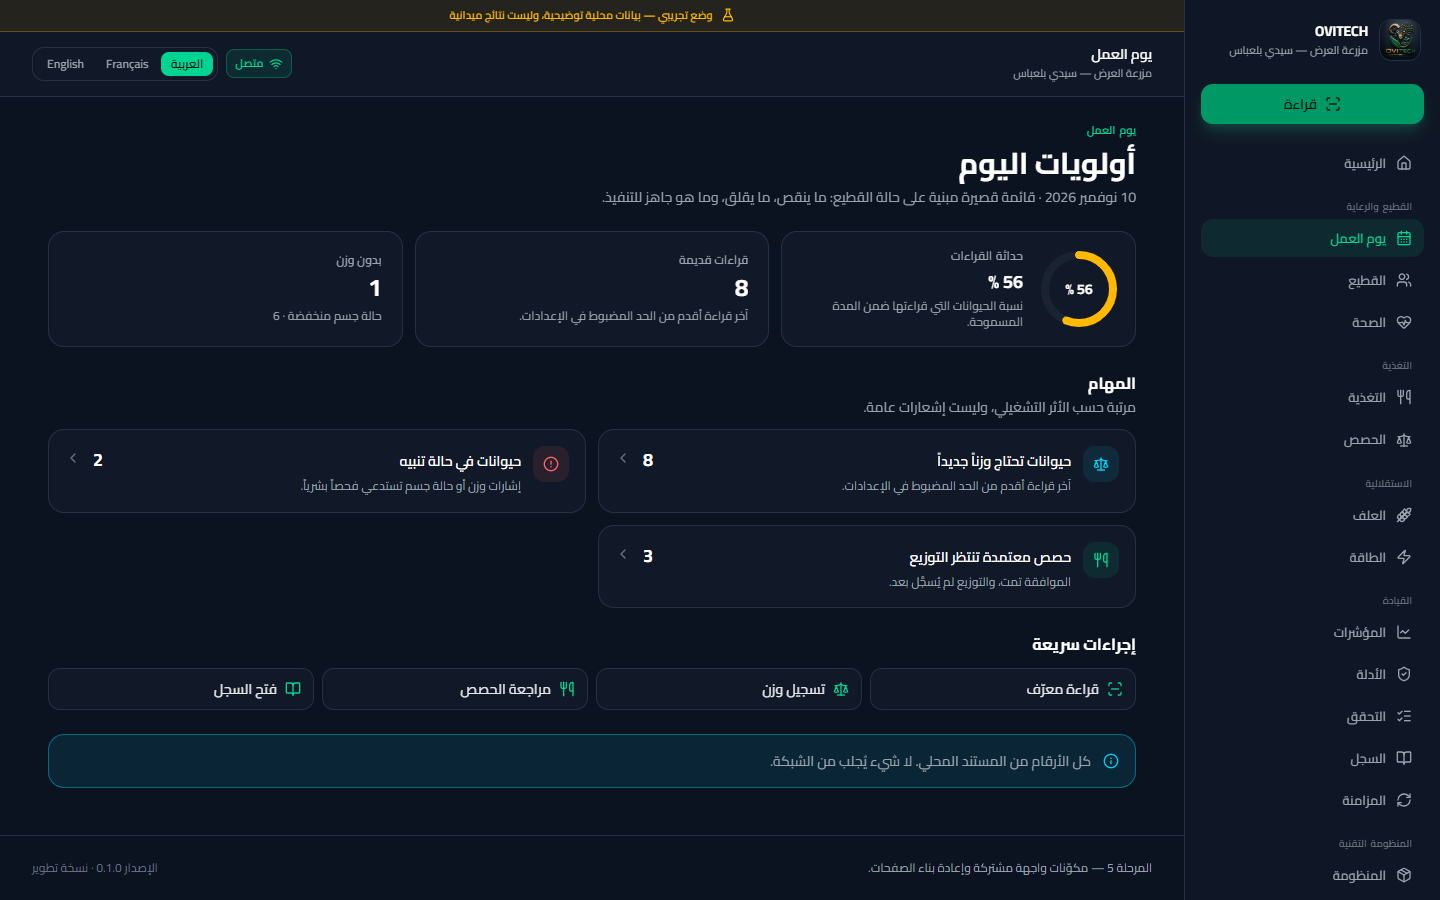 وضع تجريبي — بيانات محلية توضيحية، وليست نتائج ميدانية
OVITECH
مزرعة العرض — سيدي بلعباس
قراءة
الرئيسية
القطيع والرعاية
يوم العمل
القطيع
الصحة
التغذية
التغذية
الحصص
الاستقلالية
العلف
الطاقة
القيادة
المؤشرات
الأدلة
التحقق
السجل
المزامنة
المنظومة التقنية
المنظومة
يوم العمل
مزرعة العرض — سيدي بلعباس
متصل
العربية
Français
English
يوم العمل
أولويات اليوم
10 نوفمبر 2026 · قائمة قصيرة مبنية على حالة القطيع: ما ينقص، ما يقلق، وما هو جاهز للتنفيذ.
56 %
حداثة القراءات
56 %
نسبة الحيوانات التي قراءتها ضمن المدة
المسموحة.
قراءات قديمة
8
آخر قراءة أقدم من الحد المضبوط في الإعدادات.
بدون وزن
1
حالة جسم منخفضة · 6
المهام
مرتبة حسب الأثر التشغيلي، وليست إشعارات عامة.
حيوانات تحتاج وزناً جديداً
8
آخر قراءة أقدم من الحد المضبوط في الإعدادات.
حيوانات في حالة تنبيه
2
إشارات وزن أو حالة جسم تستدعي فحصاً بشرياً.
حصص معتمدة تنتظر التوزيع
3
الموافقة تمت، والتوزيع لم يُسجَّل بعد.
إجراءات سريعة
قراءة معرّف
تسجيل وزن
مراجعة الحصص
فتح السجل
كل الأرقام من المستند المحلي. لا شيء يُجلب من الشبكة.
المرحلة 5 — مكوّنات واجهة مشتركة وإعادة بناء الصفحات.
الإصدار 0.1.0 · نسخة تطوير